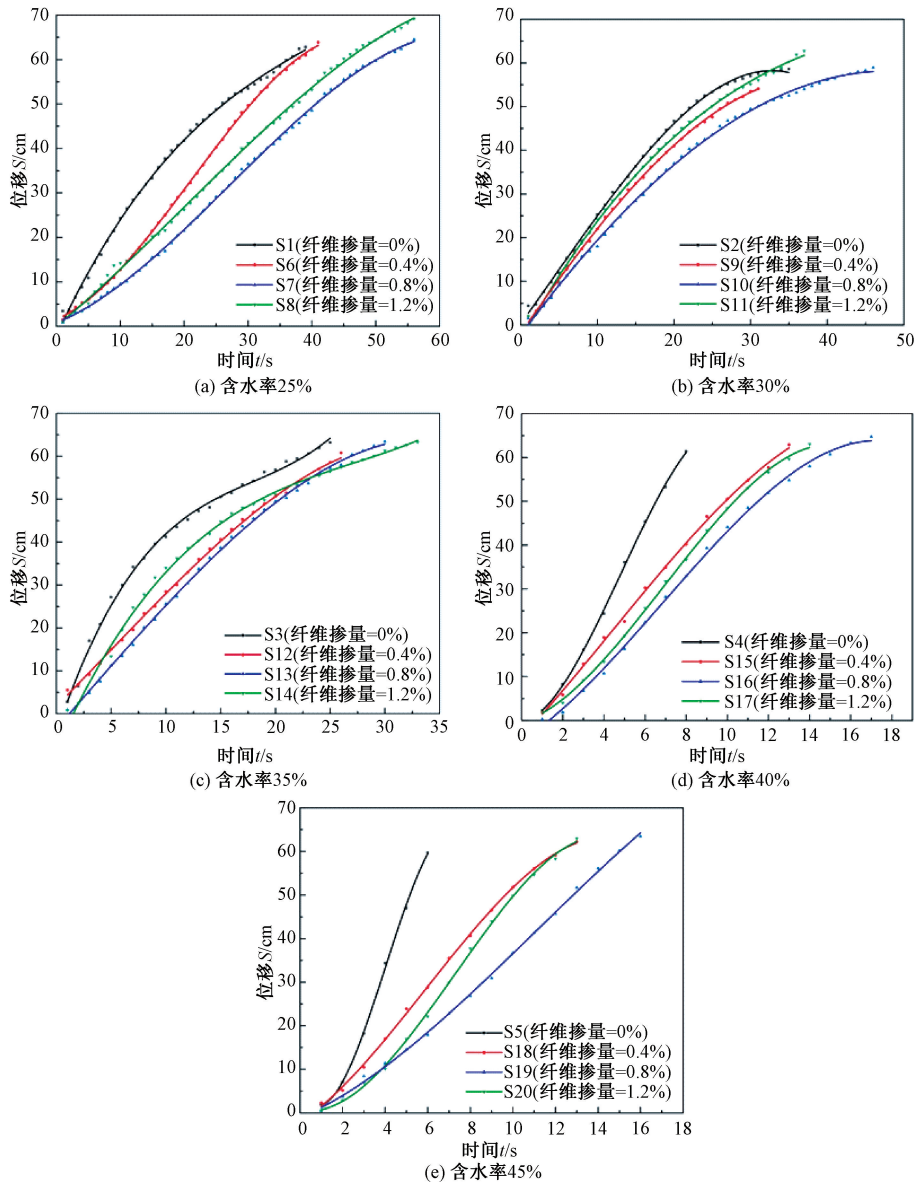 70
60
50
40
30
20
10
0
位移S/cm
0 10 20 30 40 50 60
时间t/s
S1(纤维掺量=0%)
S6(纤维掺量=0.4%)
S7(纤维掺量=0.8%)
S8(纤维掺量=1.2%)
(a) 含水率25%
70
60
50
40
30
20
10
0
位移S/cm
0 10 20 30 40 50
时间t/s
S2(纤维掺量=0%)
S9(纤维掺量=0.4%)
S10(纤维掺量=0.8%)
S11(纤维掺量=1.2%)
(b) 含水率30%
70
60
50
40
30
20
10
0
位移S/cm
0 5 10 15 20 25 30 35
时间t/s
S3(纤维掺量=0%)
S12(纤维掺量=0.4%)
S13(纤维掺量=0.8%)
S14(纤维掺量=1.2%)
(c) 含水率35%
70
60
50
40
30
20
10
0
位移S/cm
0 2 4 6 8 10 12 14 16 18
时间t/s
S4(纤维掺量=0%)
S15(纤维掺量=0.4%)
S16(纤维掺量=0.8%)
S17(纤维掺量=1.2%)
(d) 含水率40%
70
60
50
40
30
20
10
0
位移S/cm
0 2 4 6 8 10 12 14 16 18
时间t/s
S5(纤维掺量=0%)
S18(纤维掺量=0.4%)
S19(纤维掺量=0.8%)
S20(纤维掺量=1.2%)
(e) 含水率45%